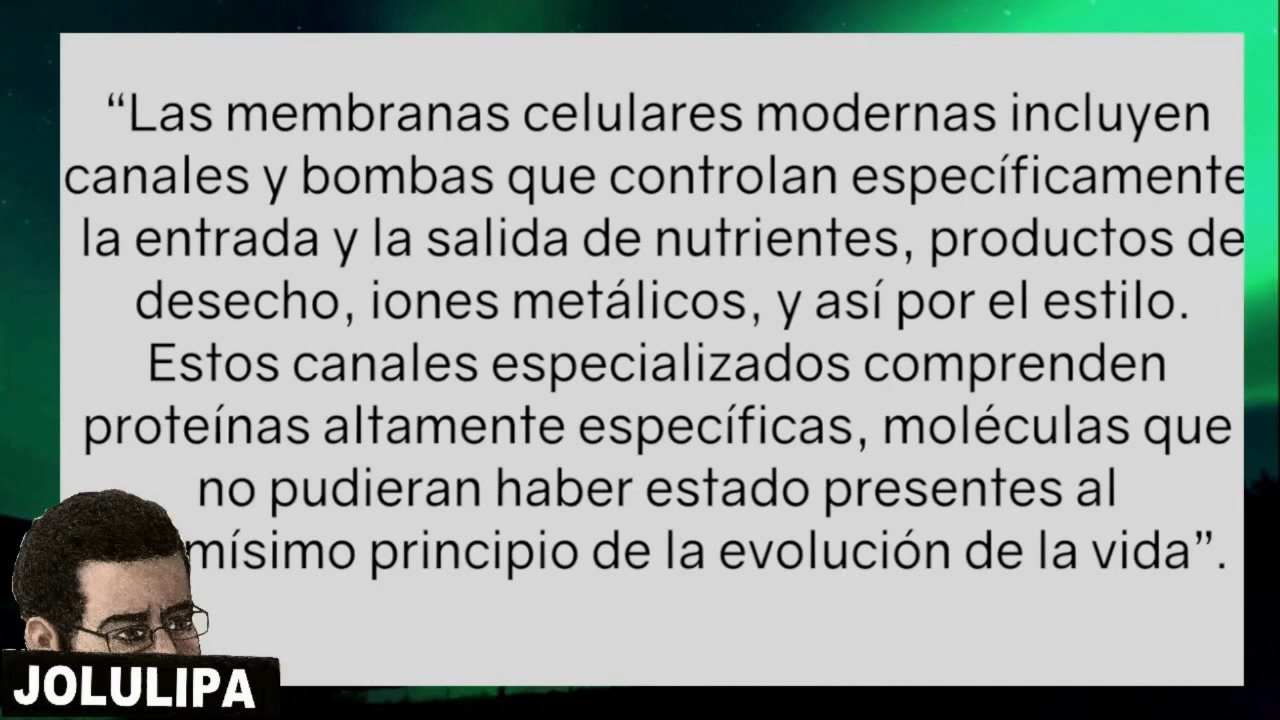 “Las membranas celulares modernas incluyen
canales y bombas que controlan específicamente
la entrada y la salida de nutrientes, productos de
desecho, iones metálicos, y así por el estilo.
Estos canales especializados comprenden
proteínas altamente específicas, moléculas que
no pudieran haber estado presentes al
mísimo principio de la evolución de la vida”.
JOLULIPA